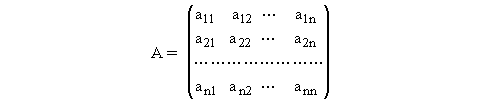 a₁₁ a₁₂ ⋯ a₁ₙ
a₂₁ a₂₂ ⋯ a₂ₙ
A = ⋯⋯⋯⋯⋯⋯⋯⋯
aₙ₁ aₙ₂ ⋯ aₙₙ